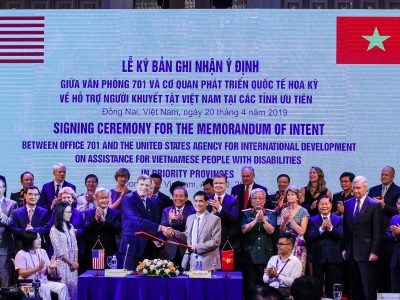 LỄ KÝ BẢN GHI NHẬN Ý ĐỊNH
GIỮA VĂN PHÒNG 701 VÀ CƠ QUAN PHÁT TRIỂN QUỐC TẾ HOA KỲ
VỀ HỖ TRỢ NGƯỜI KHUYẾT TẬT VIỆT NAM TẠI CÁC TỈNH ƯU TIÊN
Đồng Nai, Việt Nam, ngày 20 tháng 4 năm 2019
SIGNING CEREMONY FOR THE MEMORANDUM OF INTENT
BETWEEN OFFICE 701 AND THE UNITED STATES AGENCY FOR INTERNATIONAL DEVELOPMENT
ON ASSISTANCE FOR VIETNAMESE PEOPLE WITH DISABILITIES
IN PRIORITY PROVINCES